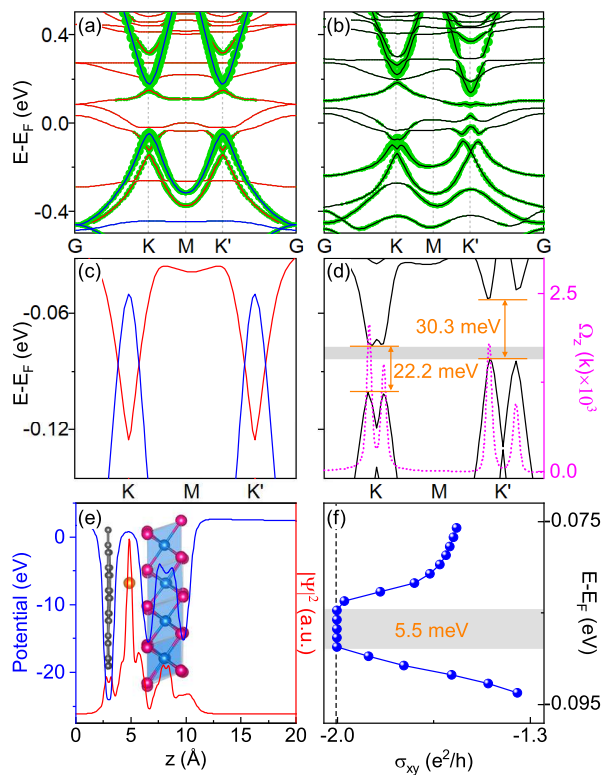 (a)
(b)
E-E_F (eV)
0.4
0.0
-0.4
G K M K' G
G K M K' G
(c)
(d)
E-E_F (eV)
-0.06
-0.12
30.3 meV
22.2 meV
2.5
0.0
Ω_z (k)×10^3
K M K'
K M K'
(e)
(f)
Potential (eV)
0
-5
-10
-15
-20
|Ψ|^2 (a.u.)
0 5 10 15 20
z (Å)
5.5 meV
-0.075
-0.095
E-E_F (eV)
-2.0 -1.3
σ_xy (e^2/h)